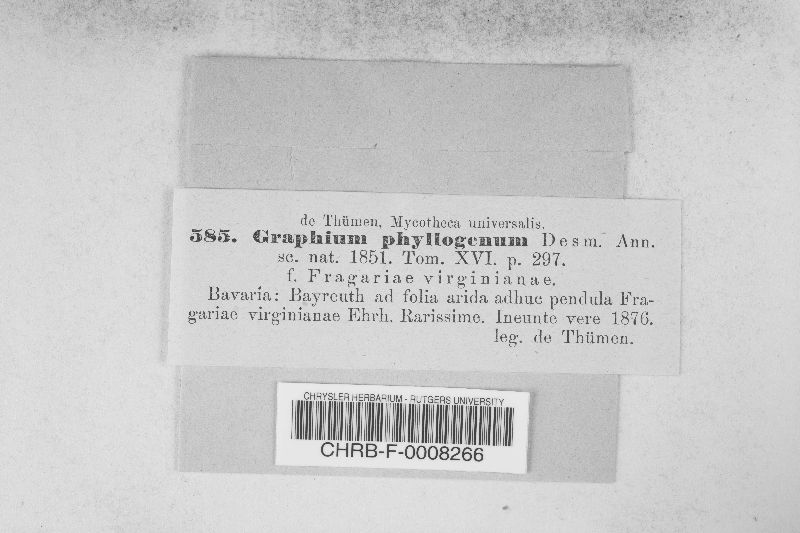 de Thümen, Mycotheca universalis.
585. Graphium phyllogenum Desm. Ann.
sc. nat. 1851. Tom. XVI. p. 297.
f. Fragariae virginianae.
Bavaria: Bayreuth ad folia arida adhuc pendula Fra-
gariae virginianae Ehrh. Rarissime. Ineunte vere 1876.
leg. de Thümen.
CHRYSLER HERBARIUM - RUTGERS UNIVERSITY
CHRB-F-0008266